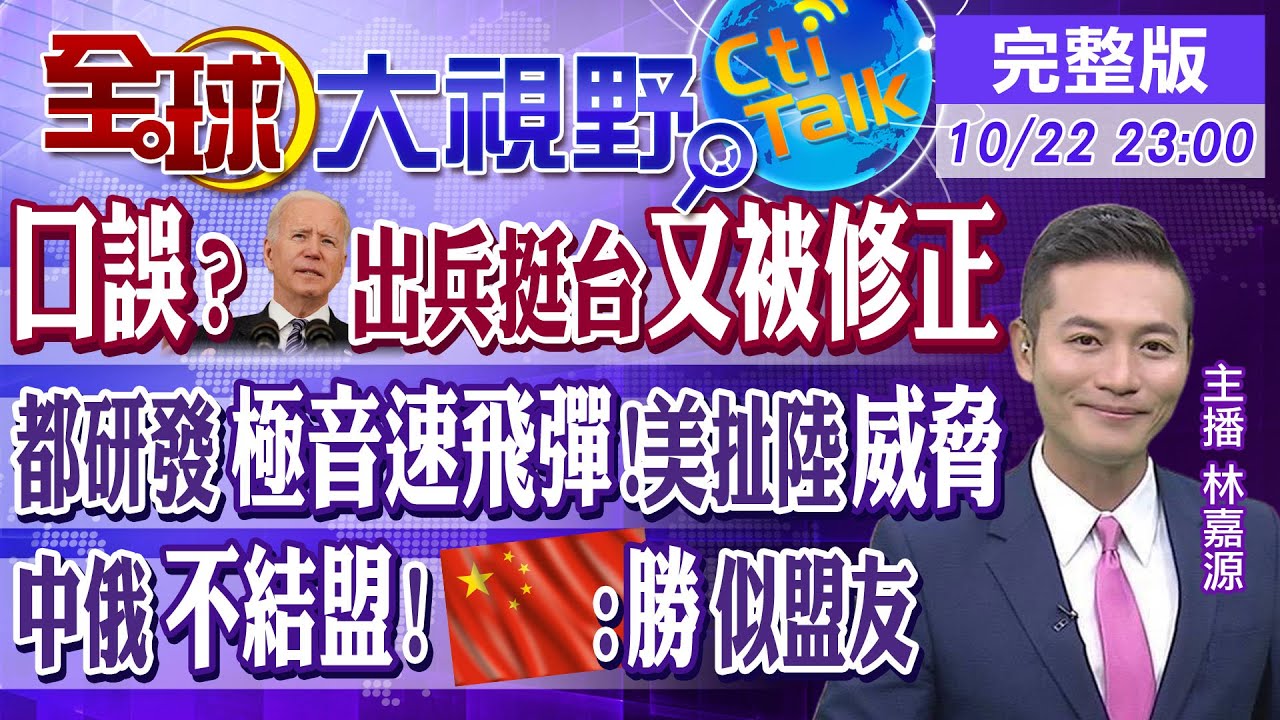 全球大視野
Cti Talk
完整版
10/22 23:00
口誤? 出兵挺台又被修正
都研發極音速飛彈!美扯陸威脅
中俄不結盟! :勝似盟友
主播 林嘉源